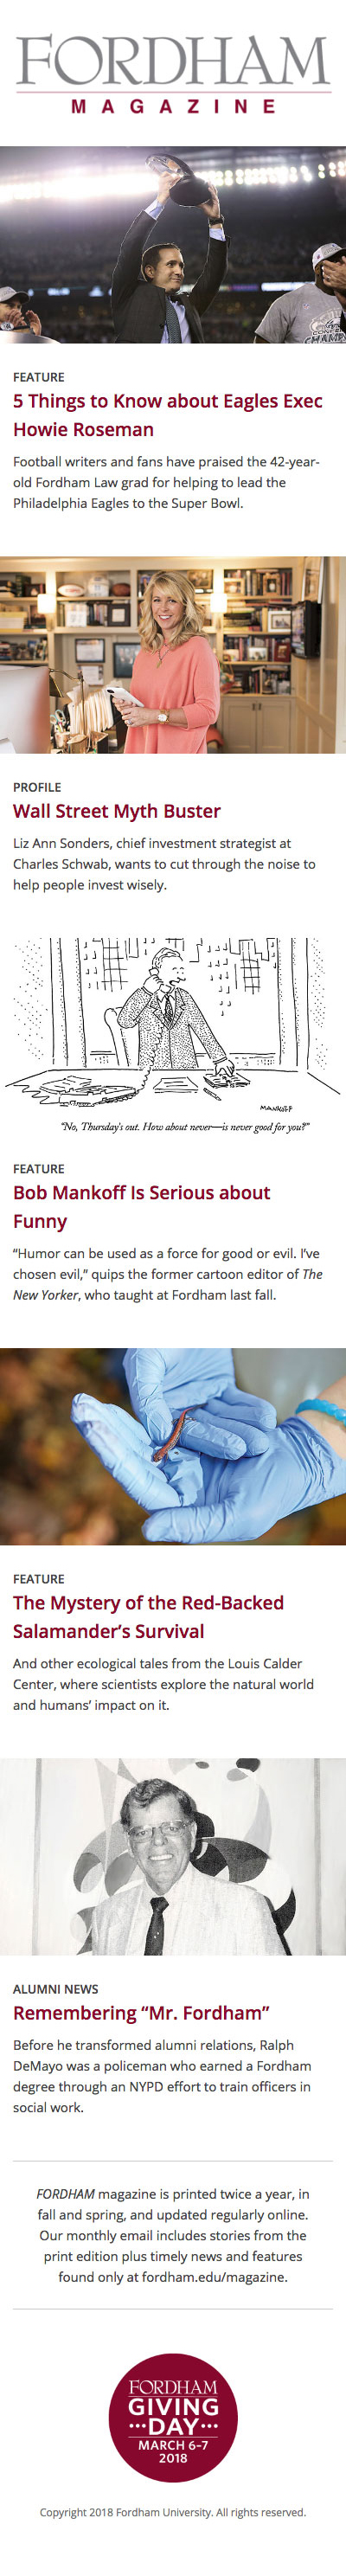 FORDHAM
MAGAZINE
CHAMP
FEATURE
5 Things to Know about Eagles Exec
Howie Roseman
Football writers and fans have praised the 42-year-
old Fordham Law grad for helping to lead the
Philadelphia Eagles to the Super Bowl.
PROFILE
Wall Street Myth Buster
Liz Ann Sonders, chief investment strategist at
Charles Schwab, wants to cut through the noise to
help people invest wisely.
MANKOFF
"No, Thursday's out. How about never—is never good for you?"
FEATURE
Bob Mankoff Is Serious about
Funny
“Humor can be used as a force for good or evil. I’ve
chosen evil,” quips the former cartoon editor of The
New Yorker, who taught at Fordham last fall.
FEATURE
The Mystery of the Red-Backed
Salamander’s Survival
And other ecological tales from the Louis Calder
Center, where scientists explore the natural world
and humans’ impact on it.
ALUMNI NEWS
Remembering “Mr. Fordham”
Before he transformed alumni relations, Ralph
DeMayo was a policeman who earned a Fordham
degree through an NYPD effort to train officers in
social work.
FORDHAM magazine is printed twice a year, in
fall and spring, and updated regularly online.
Our monthly email includes stories from the
print edition plus timely news and features
found only at fordham.edu/magazine.
FORDHAM
GIVING
•••DAY•••
MARCH 6-7
2018
Copyright 2018 Fordham University. All rights reserved.